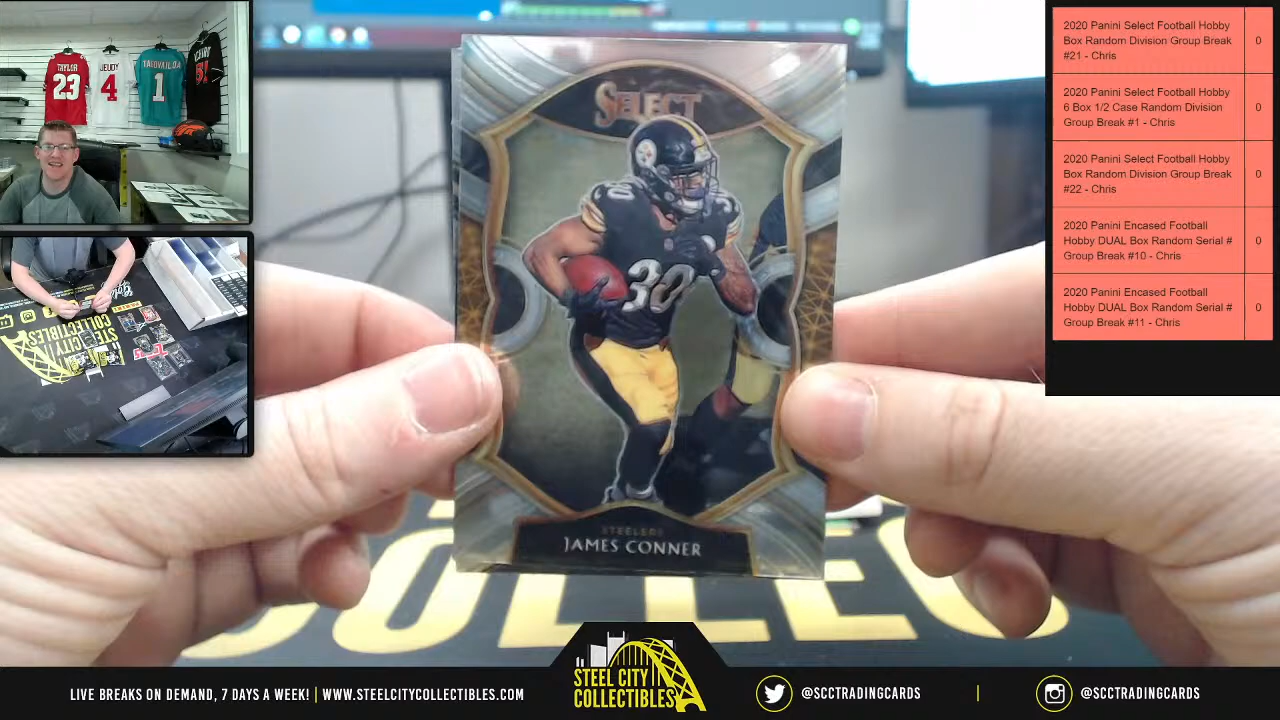 TAYLOR
23
JEUDY
4
TAGOVAILOA
1
SELECT
30
30
STEELERS
JAMES CONNER
STEEL CITY
COLLECTIBLES
COLLEC
2020 Panini Select Football Hobby
Box Random Division Group Break
#21 - Chris
0
2020 Panini Select Football Hobby
6 Box 1/2 Case Random Division
Group Break #1 - Chris
0
2020 Panini Select Football Hobby
Box Random Division Group Break
#22 - Chris
0
2020 Panini Encased Football
Hobby DUAL Box Random Serial #
Group Break #10 - Chris
0
2020 Panini Encased Football
Hobby DUAL Box Random Serial #
Group Break #11 - Chris
0
LIVE BREAKS ON DEMAND, 7 DAYS A WEEK! | WWW.STEELCITYCOLLECTIBLES.COM
STEEL CITY
COLLECTIBLES
@SCCTRADINGCARDS | @SCCTRADINGCARDS